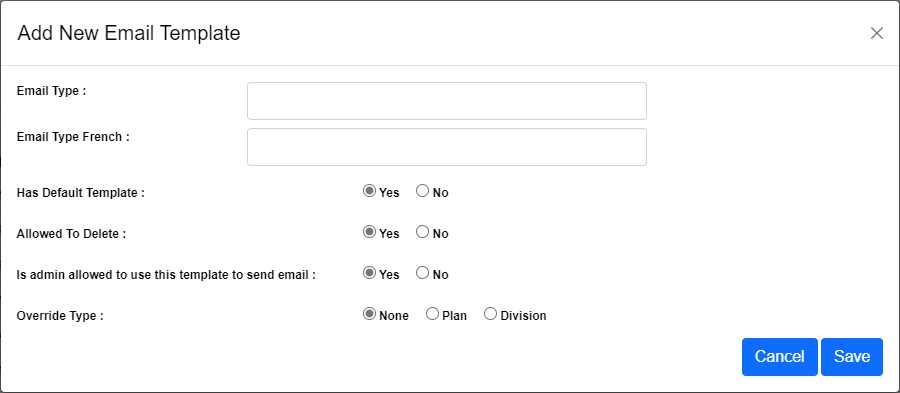 Add New Email Template
Email Type :
Email Type French :
Has Default Template : Yes No
Allowed To Delete : Yes No
Is admin allowed to use this template to send email : Yes No
Override Type : None Plan Division
Cancel Save